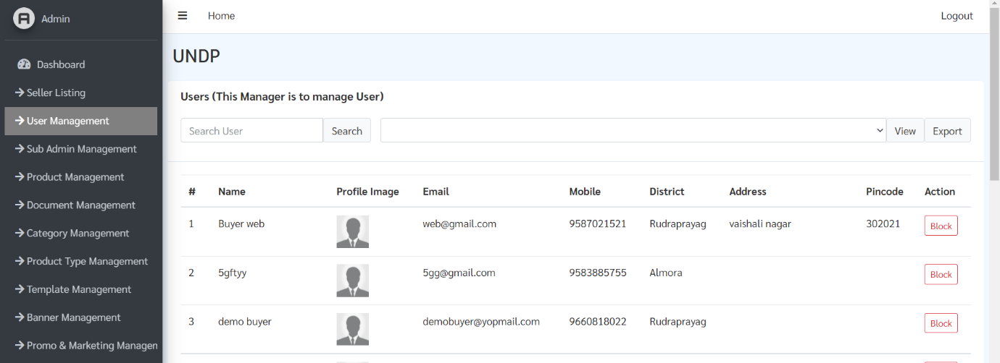 Admin
Home
Logout
Dashboard
Seller Listing
User Management
Sub Admin Management
Product Management
Document Management
Category Management
Product Type Management
Template Management
Banner Management
Promo & Marketing Managen
UNDP
Users (This Manager is to manage User)
Search User Search View Export
# Name Profile Image Email Mobile District Address Pincode Action
1 Buyer web web@gmail.com 9587021521 Rudraprayag vaishali nagar 302021 Block
2 5gftyy 5gg@gmail.com 9583885755 Almora Block
3 demo buyer demobuyer@yopmail.com 9660818022 Rudraprayag Block